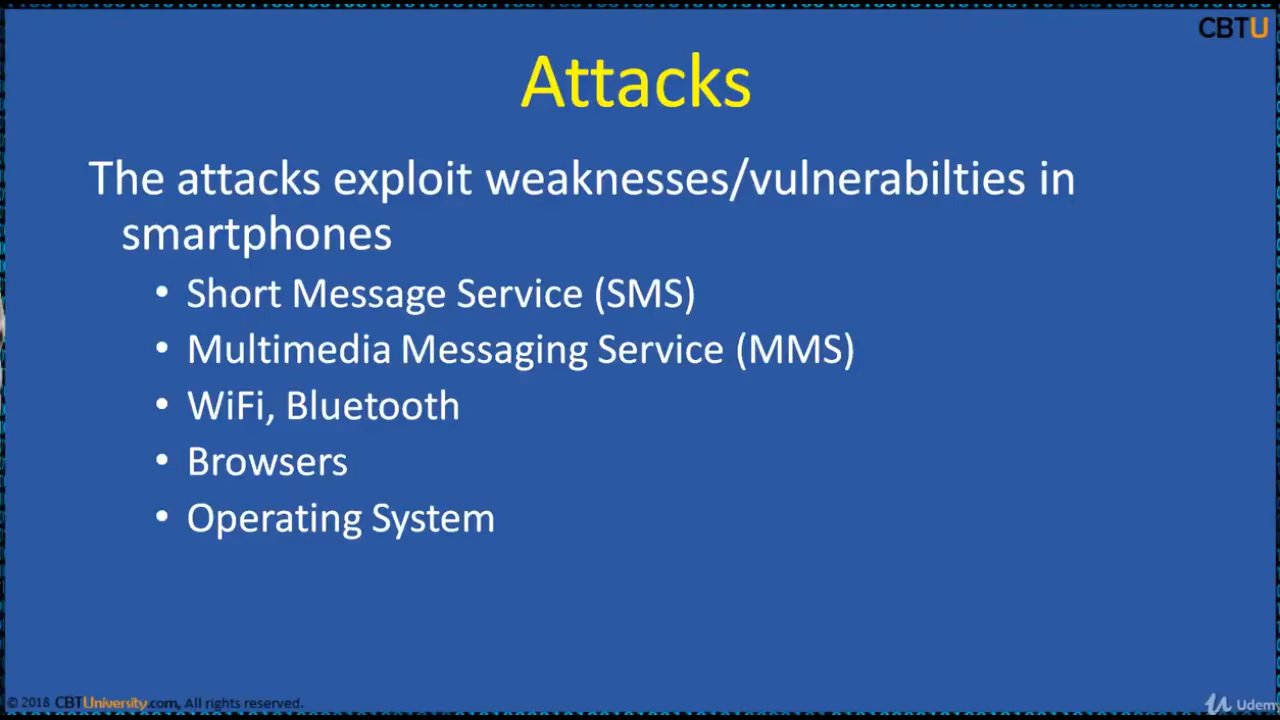 CBTU
Attacks
The attacks exploit weaknesses/vulnerabilties in
smartphones
• Short Message Service (SMS)
• Multimedia Messaging Service (MMS)
• WiFi, Bluetooth
• Browsers
• Operating System
© 2018 CBTUniversity.com, All rights reserved.
Udem